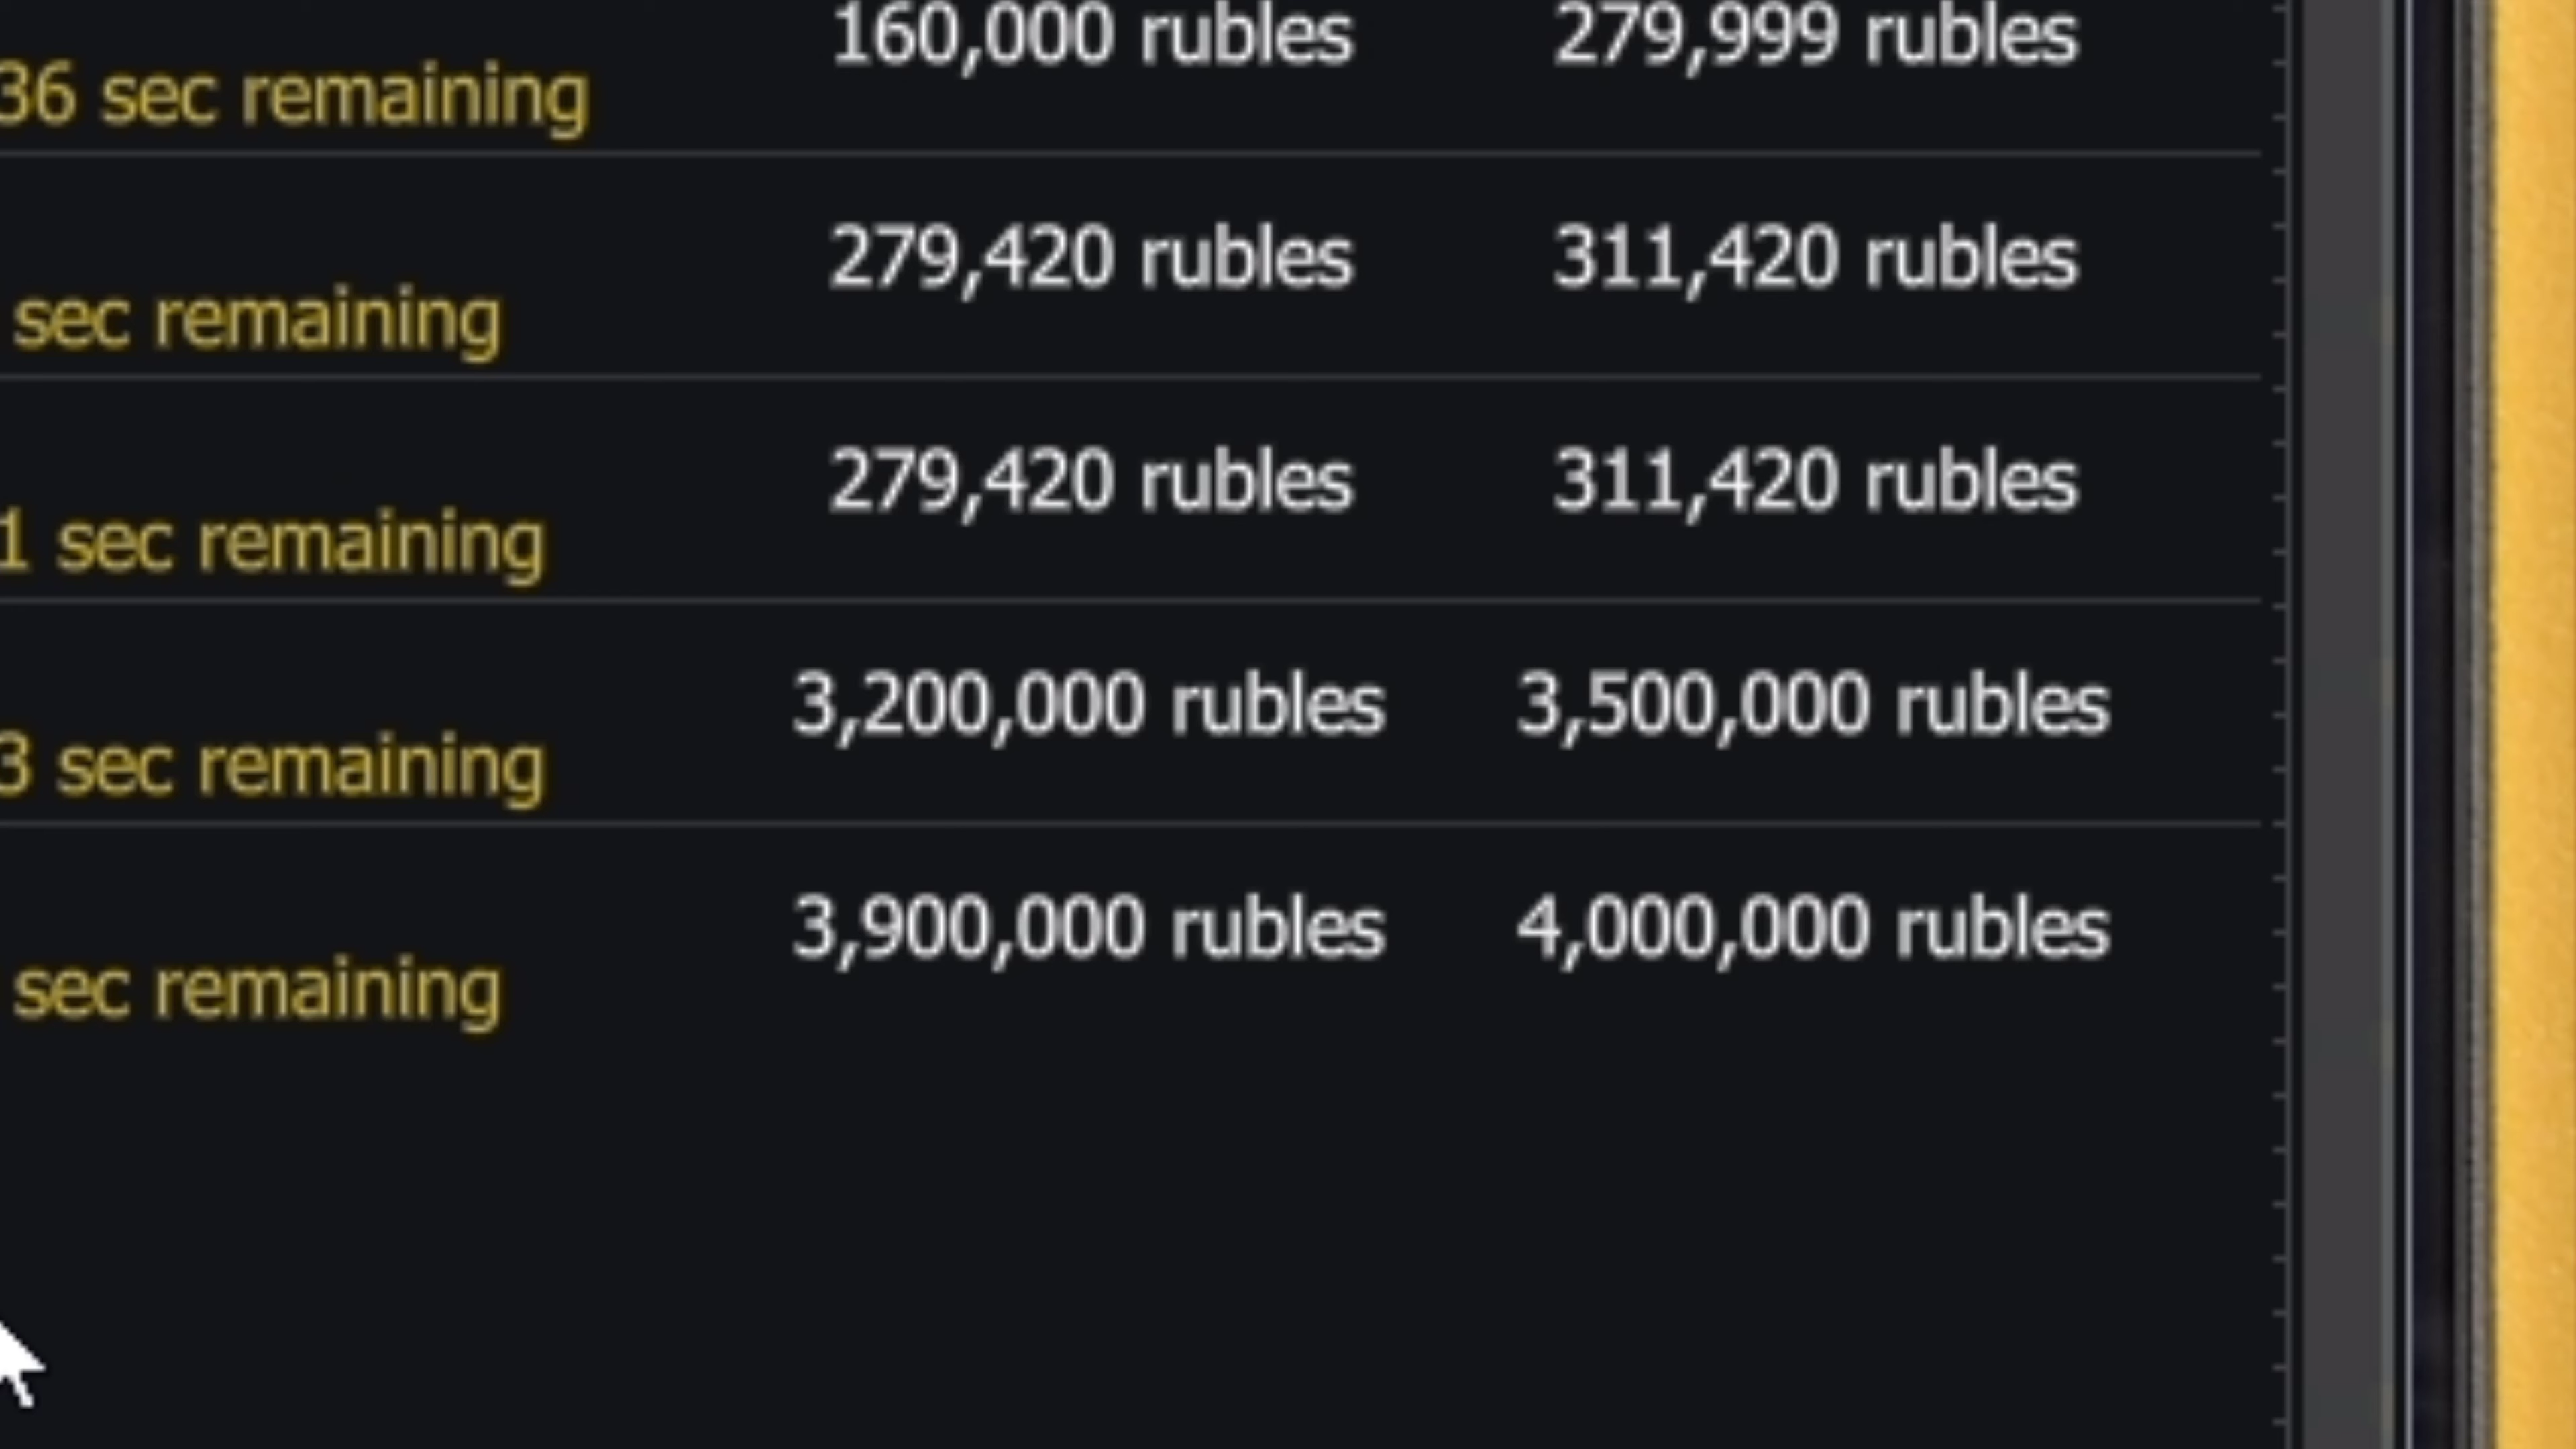 160,000 rubles 279,999 rubles
36 sec remaining
279,420 rubles 311,420 rubles
sec remaining
279,420 rubles 311,420 rubles
1 sec remaining
3,200,000 rubles 3,500,000 rubles
3 sec remaining
3,900,000 rubles 4,000,000 rubles
sec remaining